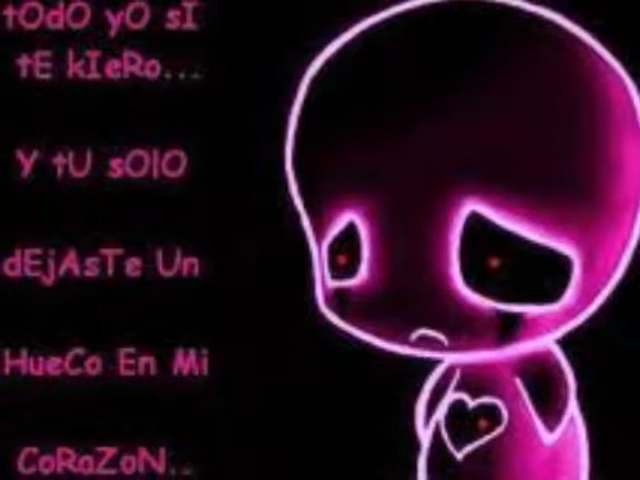 tOdO yO sI
tE kIeRo...
Y tU sOlO
dEjAsTe Un
HueCo En Mi
CoRaZoN..